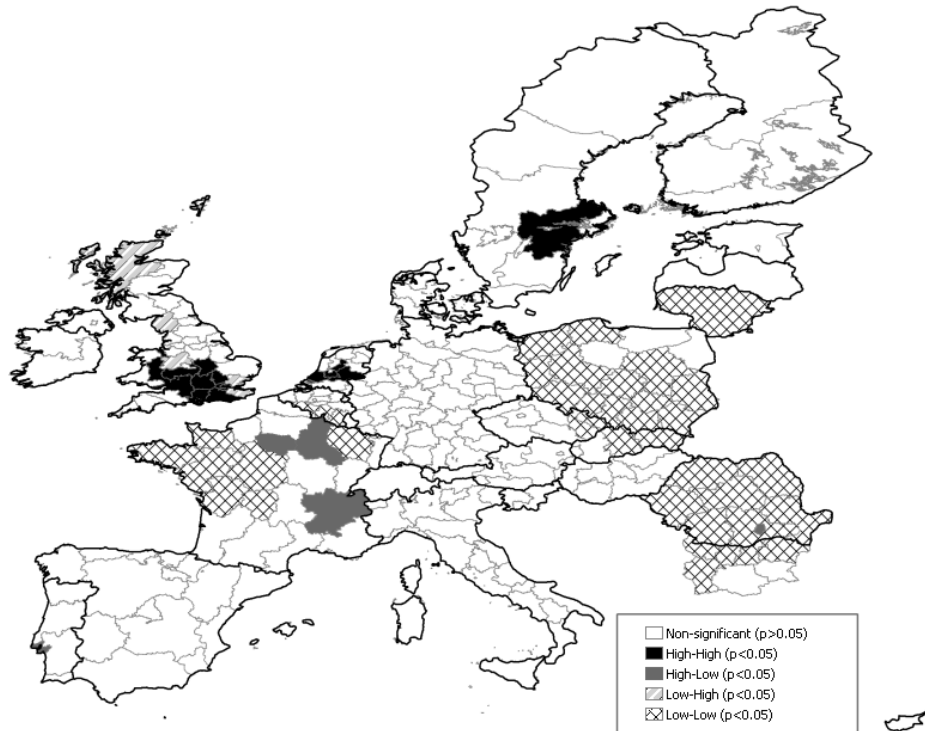 Non-significant (p>0.05)
High-High (p<0.05)
High-Low (p<0.05)
Low-High (p<0.05)
Low-Low (p<0.05)